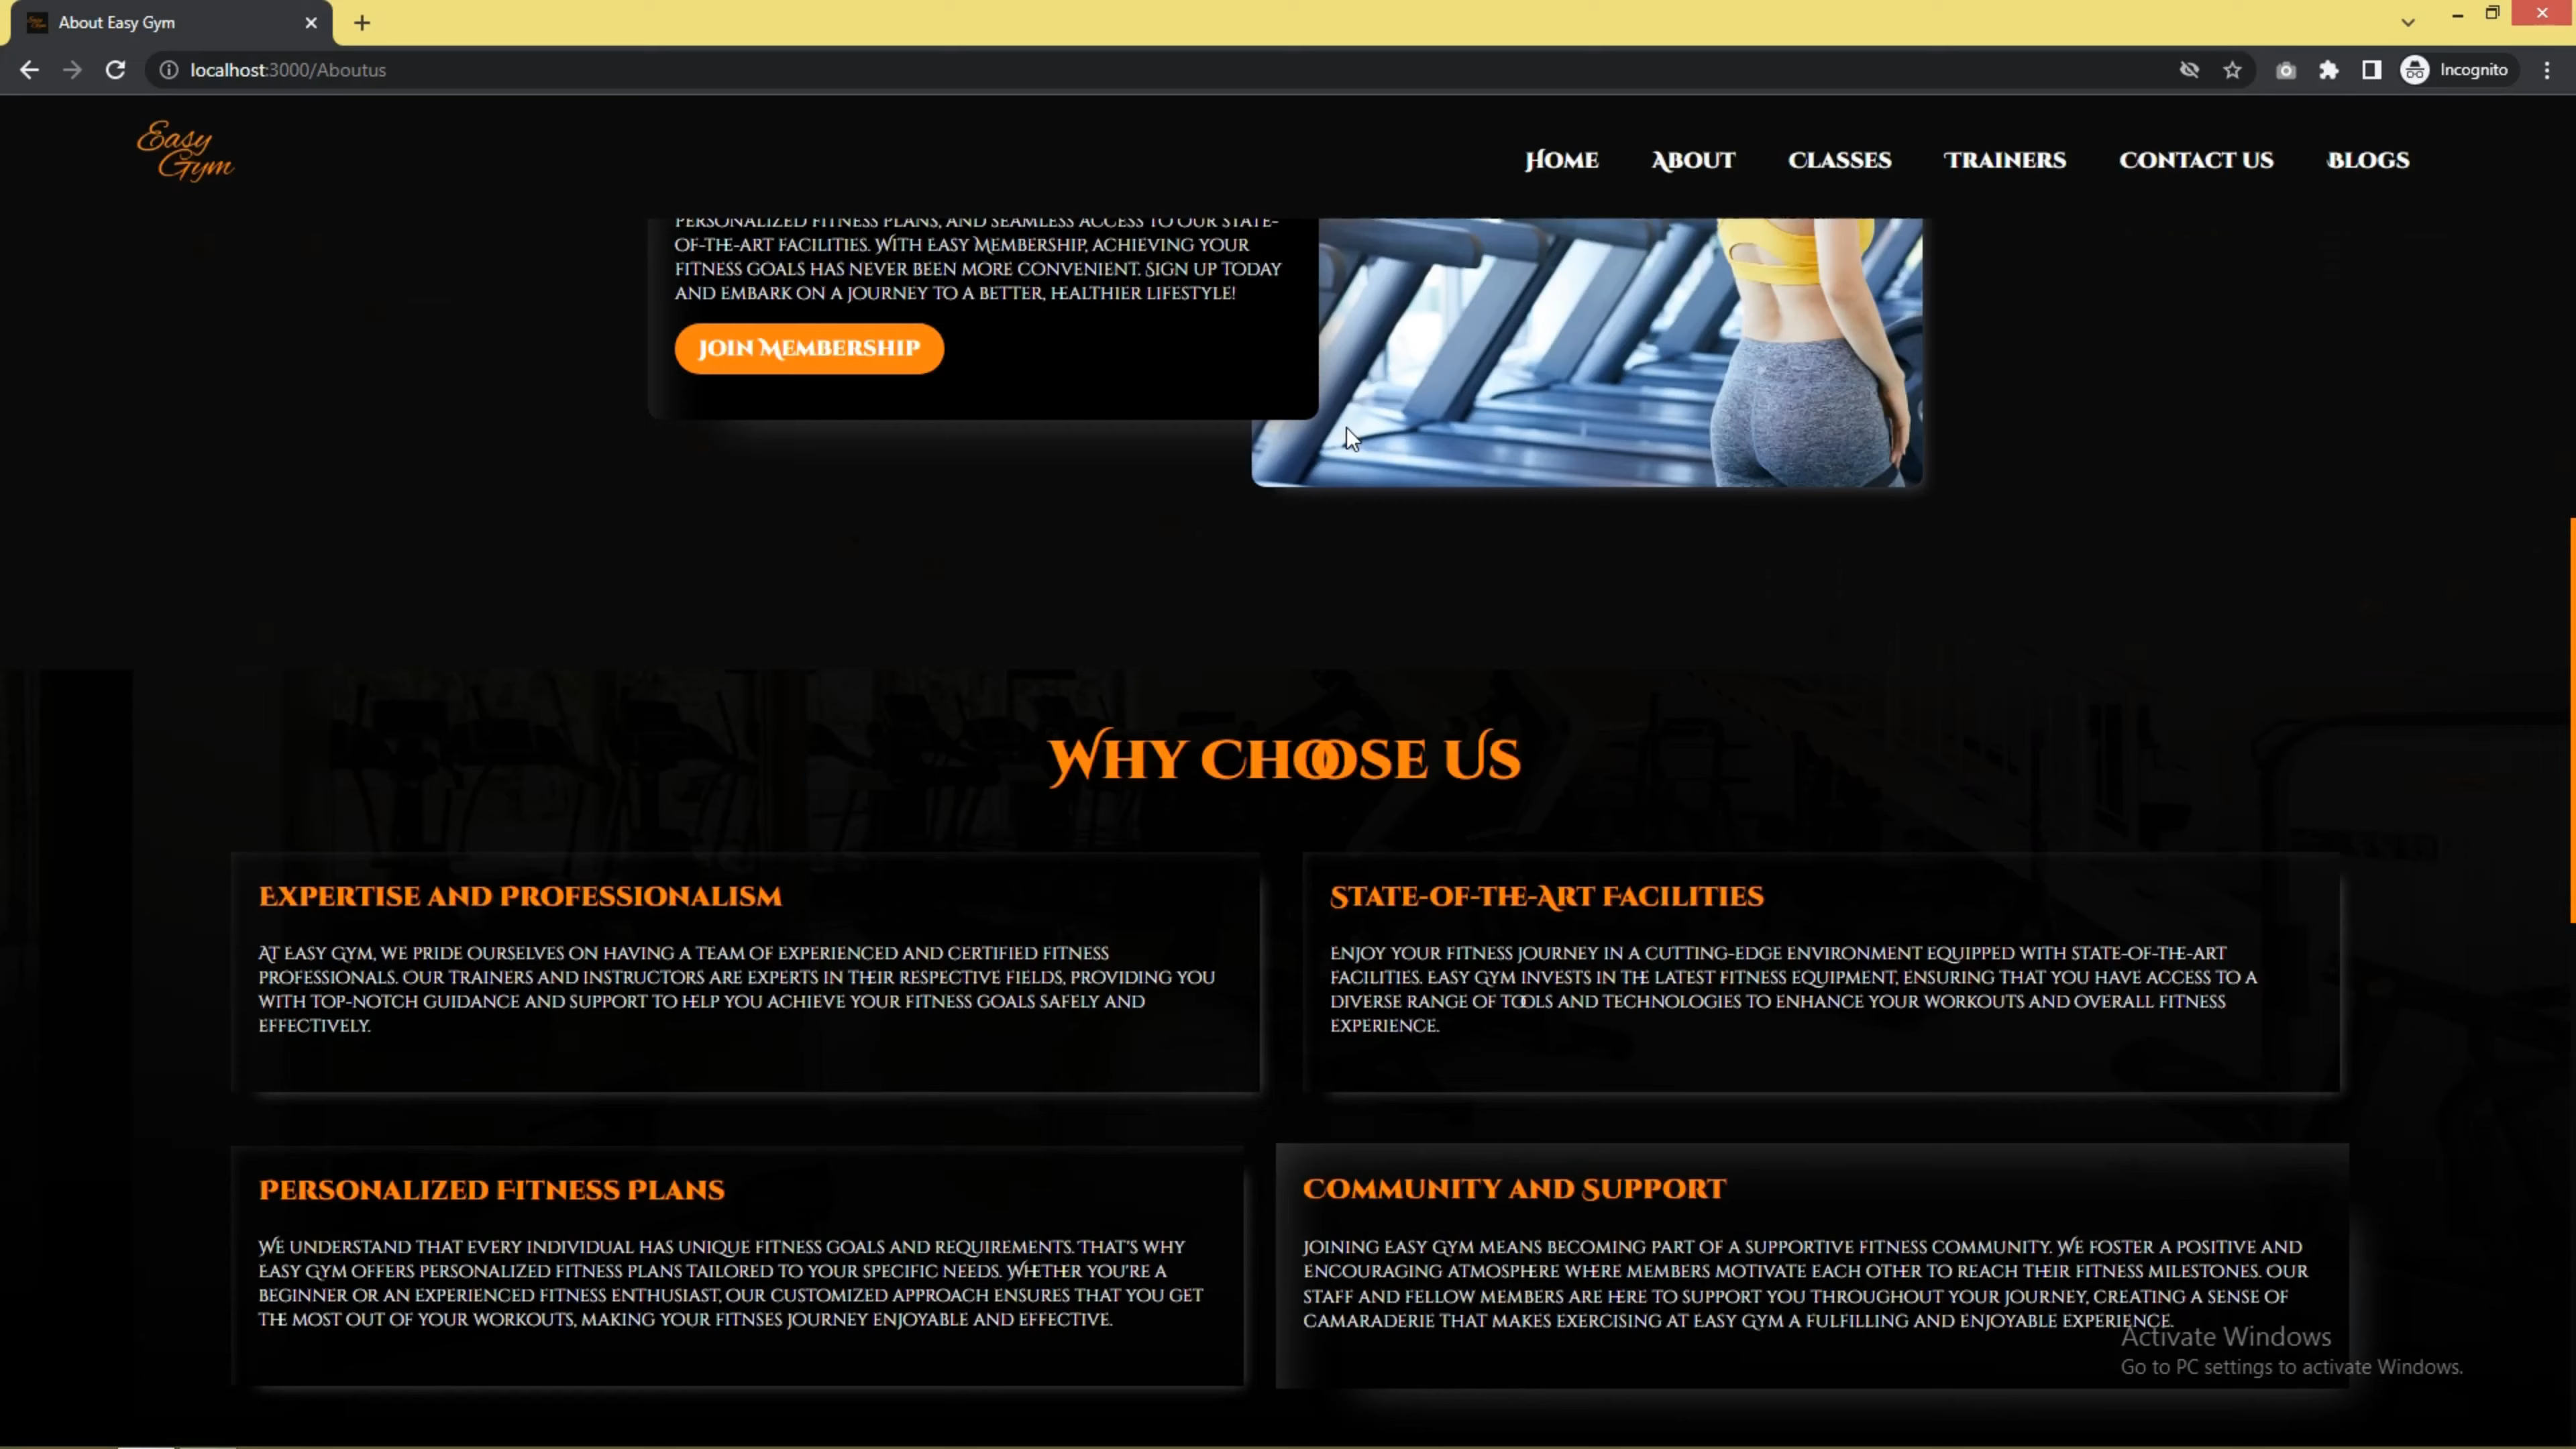 About Easy Gym
localhost:3000/Aboutus
Incognito
Easy
Gym
Home About Classes Trainers Contact Us Blogs
personalized fitness plans, and seamless access to our state-
of-the-art facilities. With Easy Membership, achieving your
fitness goals has never been more convenient. Sign up today
and embark on a journey to a better, healthier lifestyle!
Join Membership
Why Choose Us
Expertise and Professionalism
At Easy Gym, we pride ourselves on having a team of experienced and certified fitness
professionals. Our trainers and instructors are experts in their respective fields, providing you
with top-notch guidance and support to help you achieve your fitness goals safely and
effectively.
State-of-the-Art Facilities
Enjoy your fitness journey in a cutting-edge environment equipped with state-of-the-art
facilities. Easy Gym invests in the latest fitness equipment, ensuring that you have access to a
diverse range of tools and technologies to enhance your workouts and overall fitness
experience.
Personalized Fitness Plans
We understand that every individual has unique fitness goals and requirements. That's why
Easy Gym offers personalized fitness plans tailored to your specific needs. Whether you're a
beginner or an experienced fitness enthusiast, our customized approach ensures that you get
the most out of your workouts, making your fitnses journey enjoyable and effective.
Community and Support
Joining Easy Gym means becoming part of a supportive fitness community. We foster a positive and
encouraging atmosphere where members motivate each other to reach their fitness milestones. Our
staff and fellow members are here to support you throughout your journey, creating a sense of
camaraderie that makes exercising at Easy Gym a fulfilling and enjoyable experience.
Activate Windows
Go to PC settings to activate Windows.